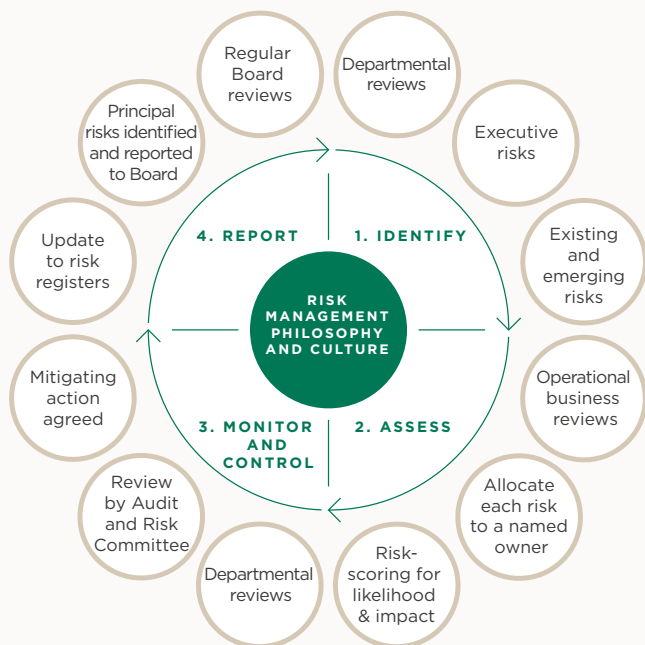 Regular
Board
reviews
Departmental
reviews
Executive
risks
Existing
and
emerging
risks
Operational
business
reviews
Allocate
each risk
to a named
owner
Risk-
scoring for
likelihood
& impact
Departmental
reviews
Review
by Audit
and Risk
Committee
Mitigating
action
agreed
Update
to risk
registers
Principal
risks identified
and reported
to Board
4. REPORT
1. IDENTIFY
RISK
MANAGEMENT
PHILOSOPHY
AND CULTURE
3. MONITOR
AND
CONTROL
2. ASSESS